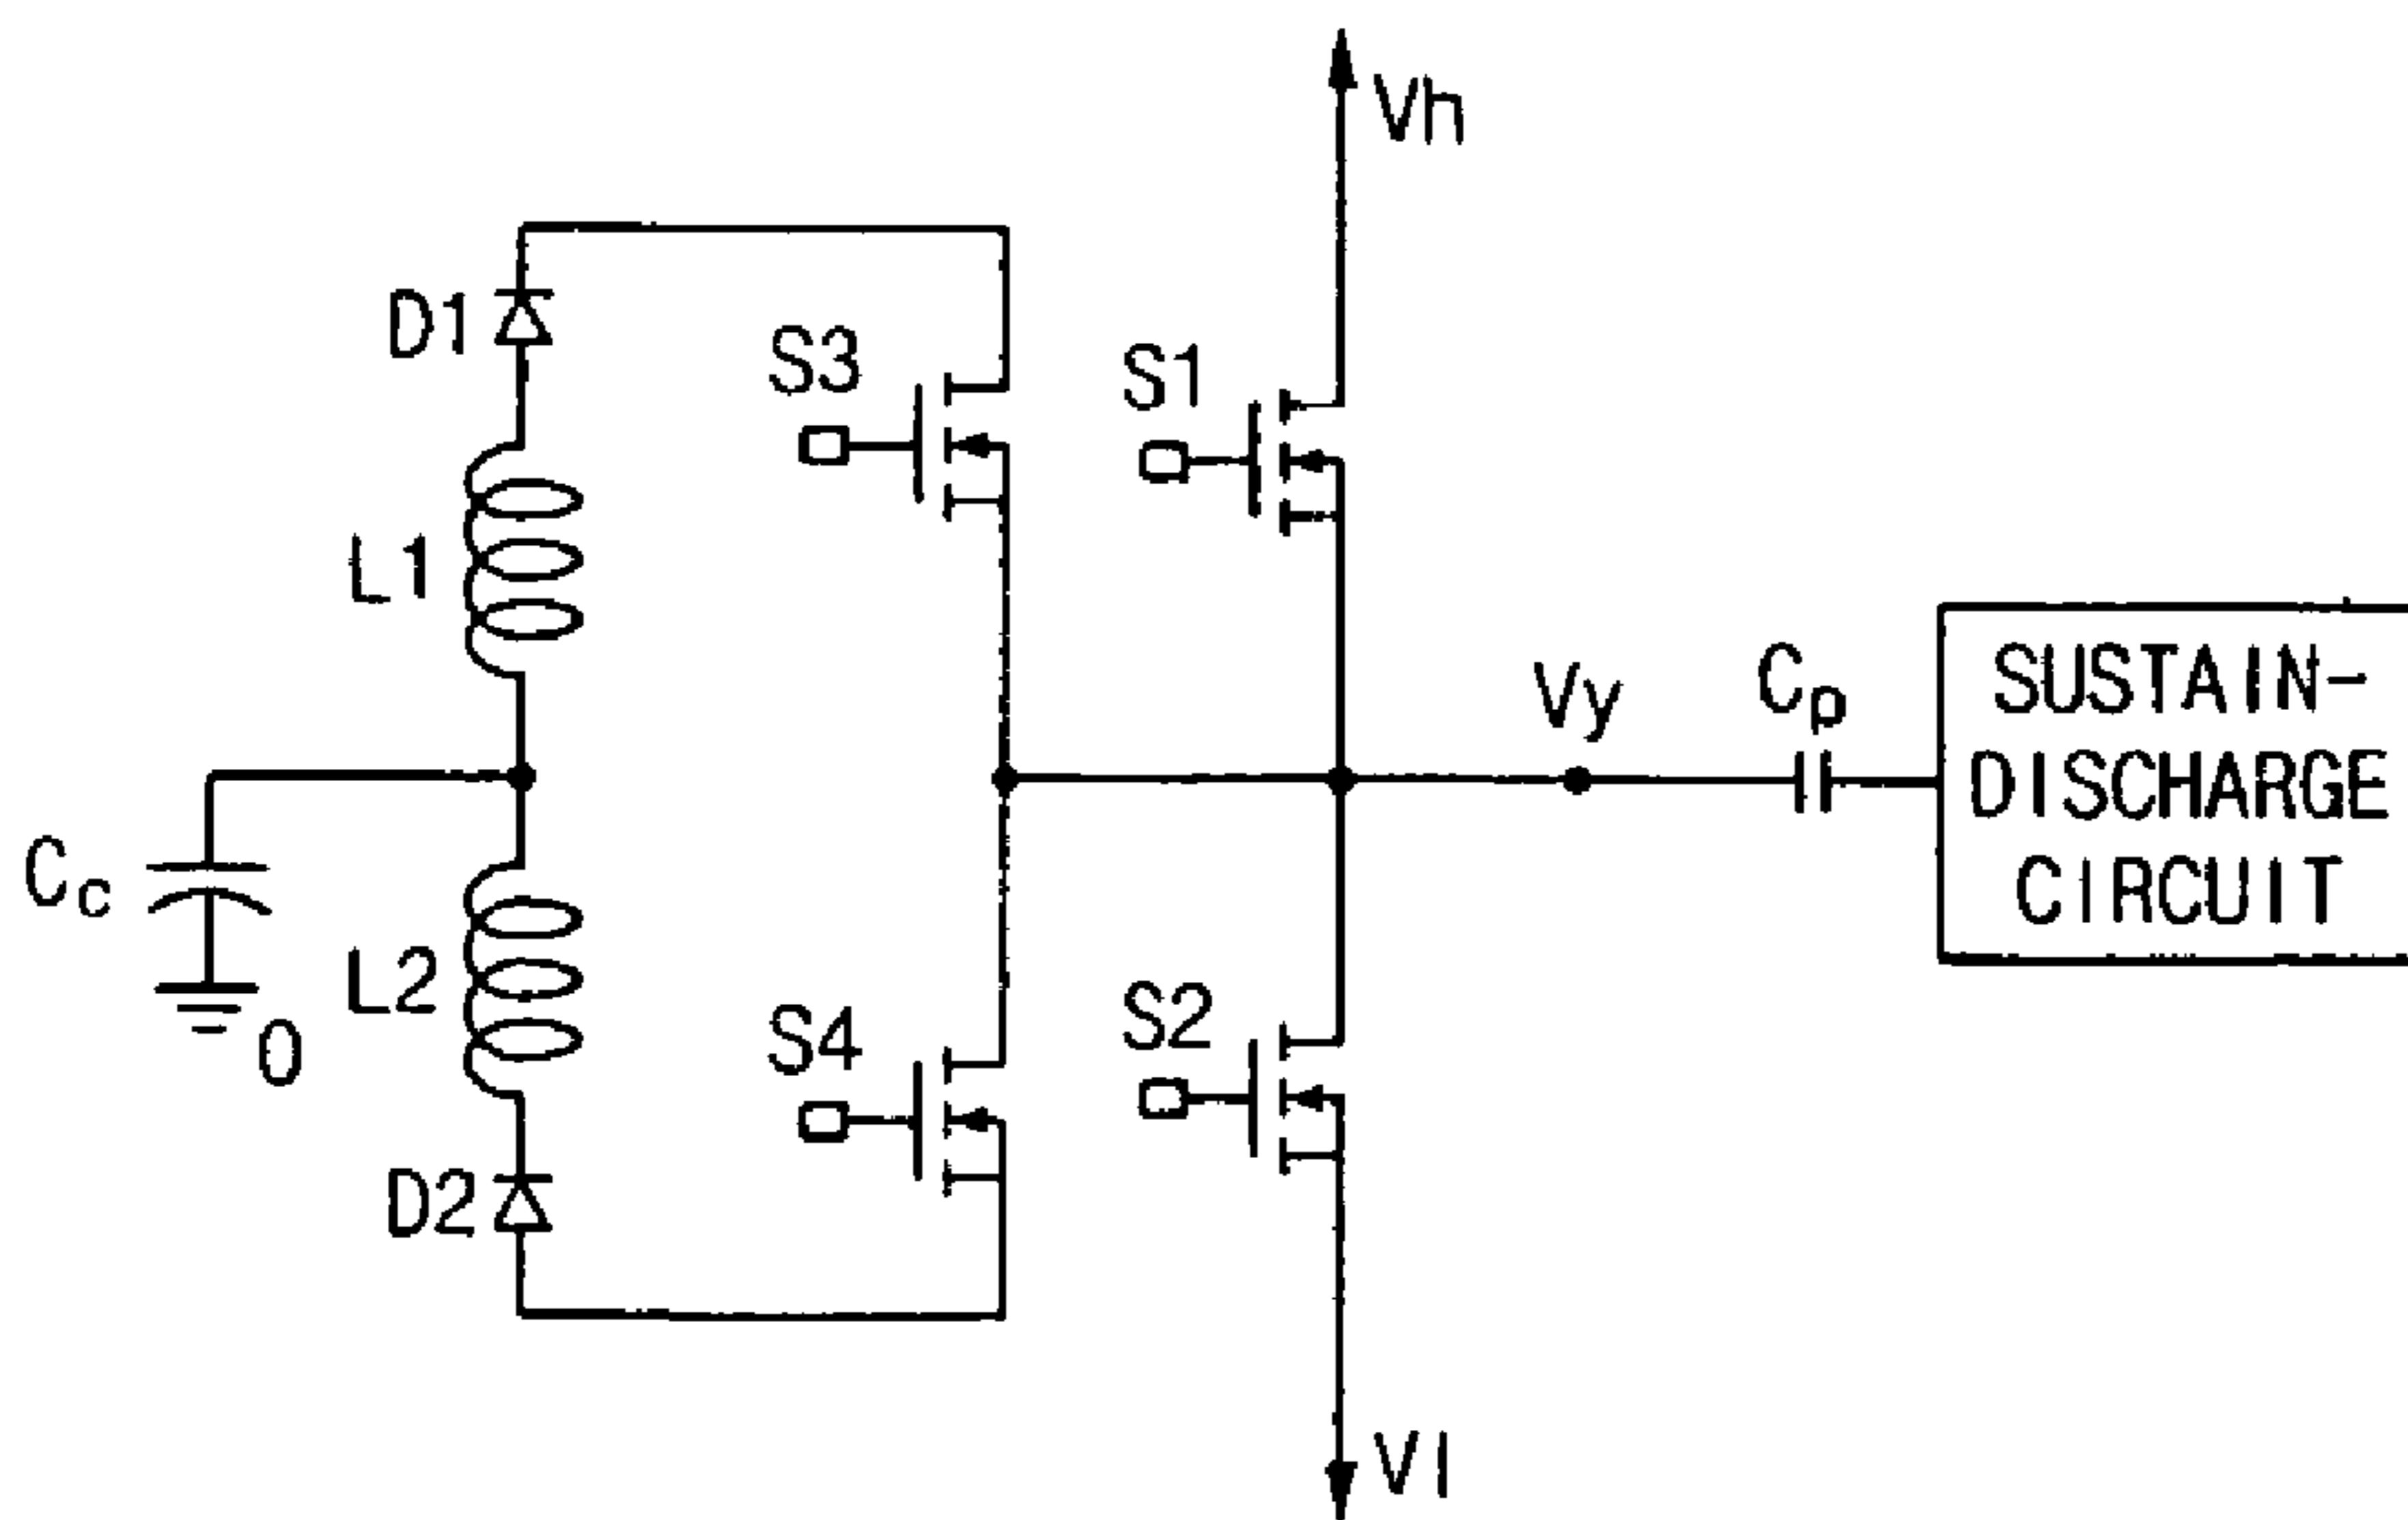 Vh
D1
S3
S1
L1
Vy
Cp
SUSTAIN-
DISCHARGE
CIRCUIT
Cc
L2
0
S4
S2
D2
Vl